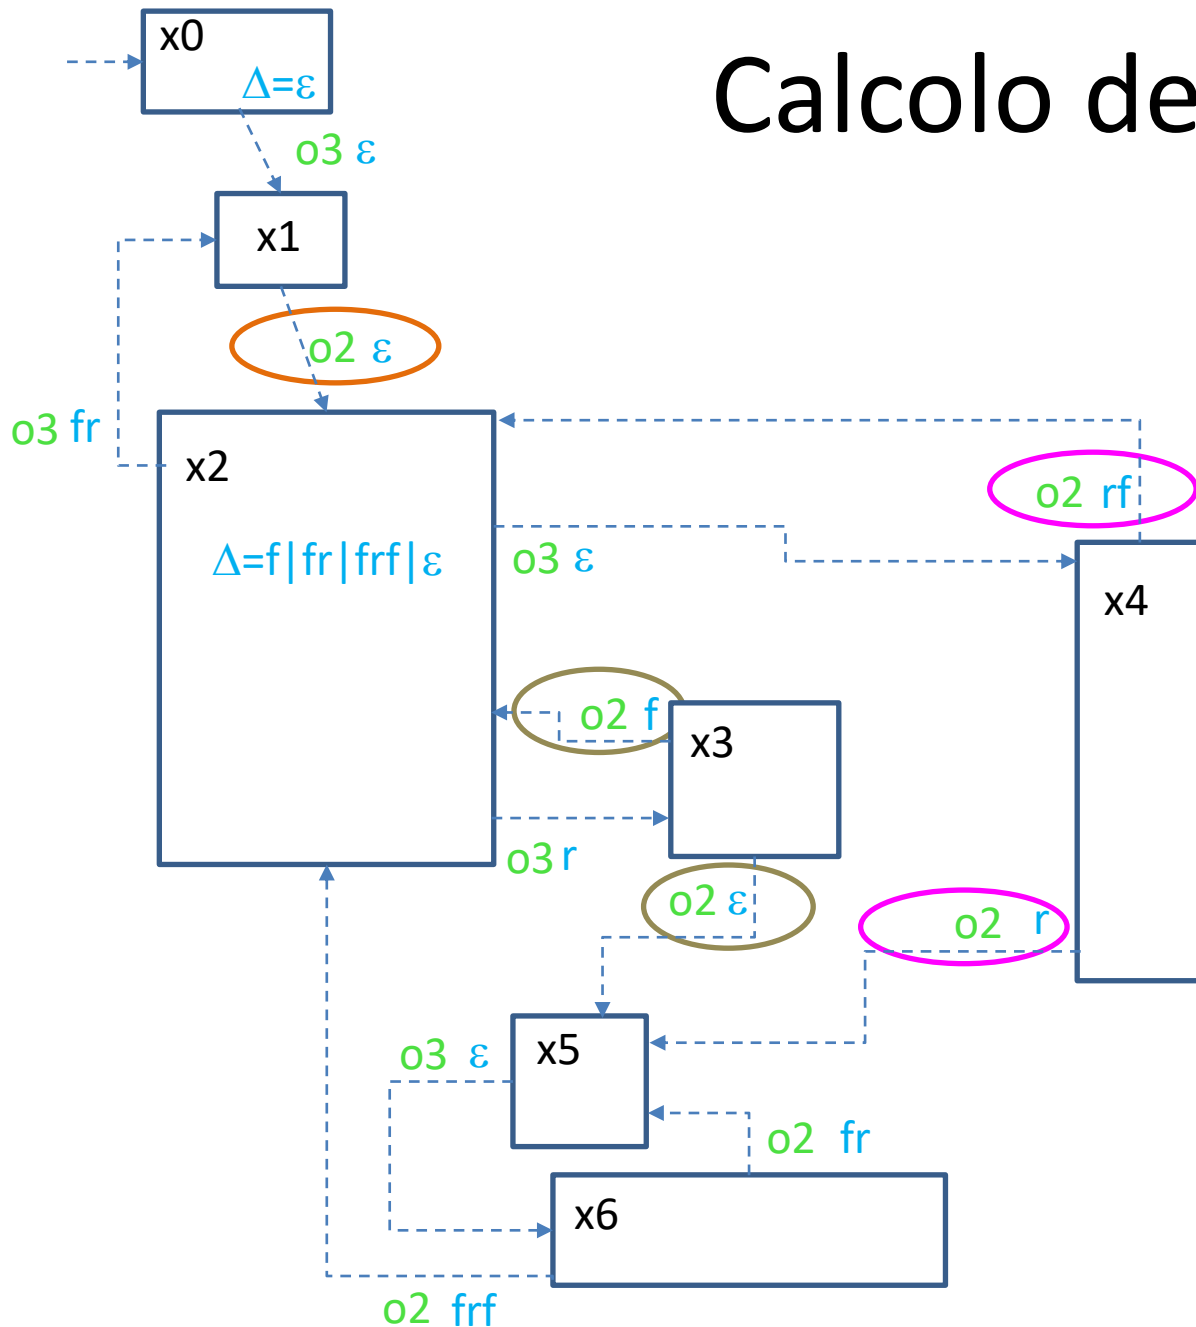 x0
Calcolo de
Δ=ε
o3 ε
x1
o2 ε
o3 fr
x2
o2 rf
Δ=f|fr|frf|ε
o3 ε
x4
o2 f
x3
o3 r
o2 ε
o2 r
o3 ε
x5
o2 fr
x6
o2 frf